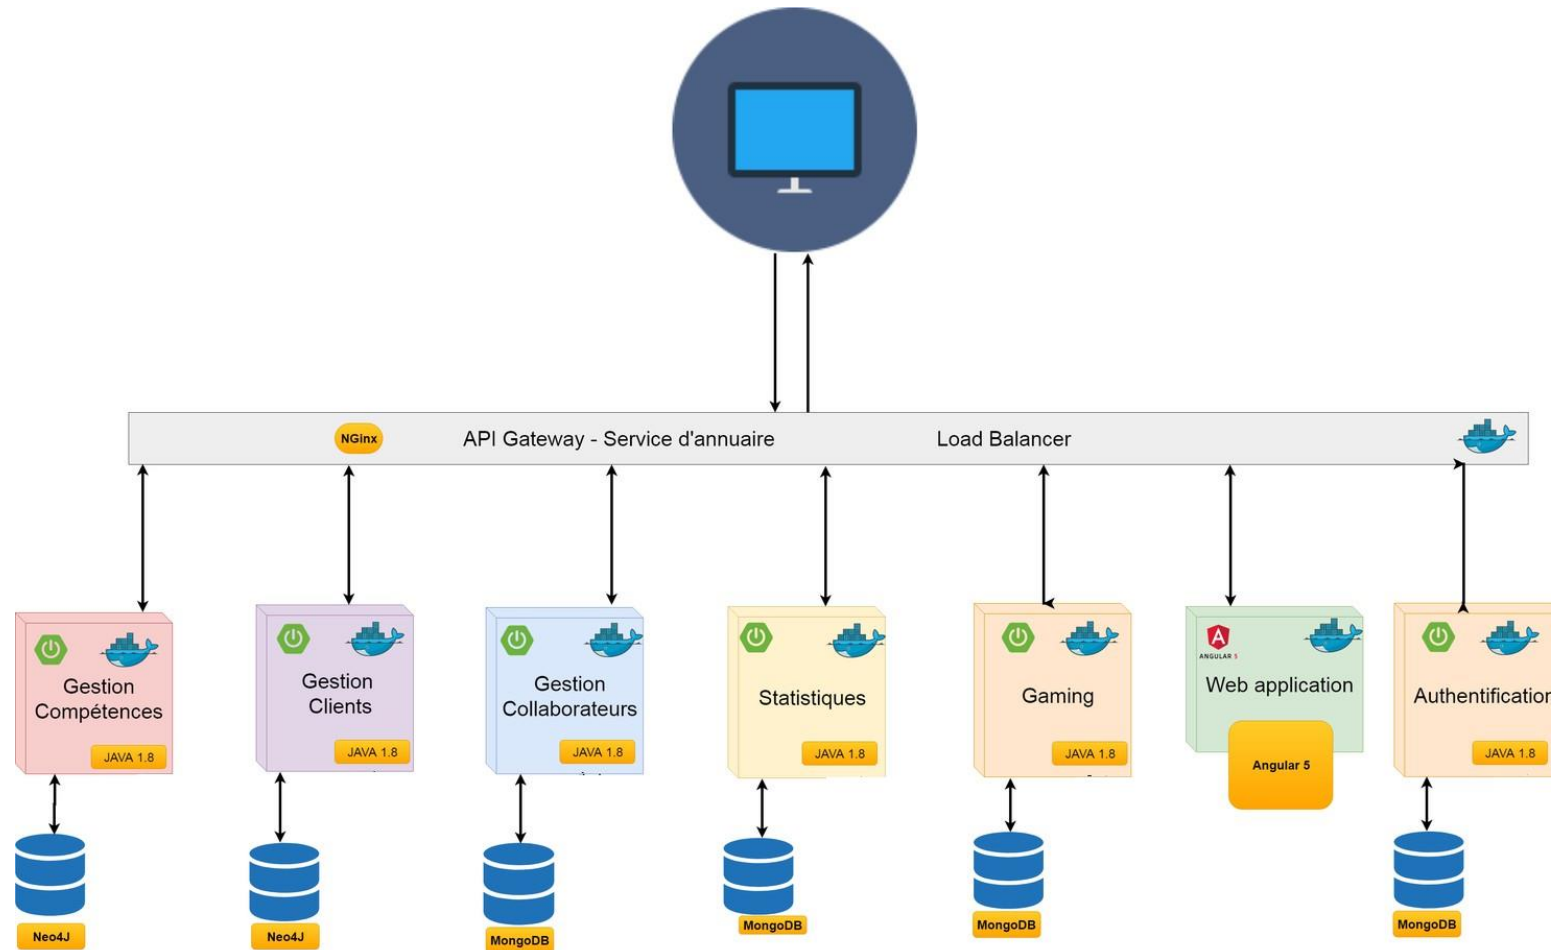 NGinx
API Gateway - Service d'annuaire
Load Balancer
Gestion
Compétences
JAVA 1.8
Gestion
Clients
JAVA 1.8
Gestion
Collaborateurs
JAVA 1.8
Statistiques
JAVA 1.8
Gaming
JAVA 1.8
ANGULAR 5
Web application
Angular 5
Authentification
JAVA 1.8
Neo4J
Neo4J
MongoDB
MongoDB
MongoDB
MongoDB